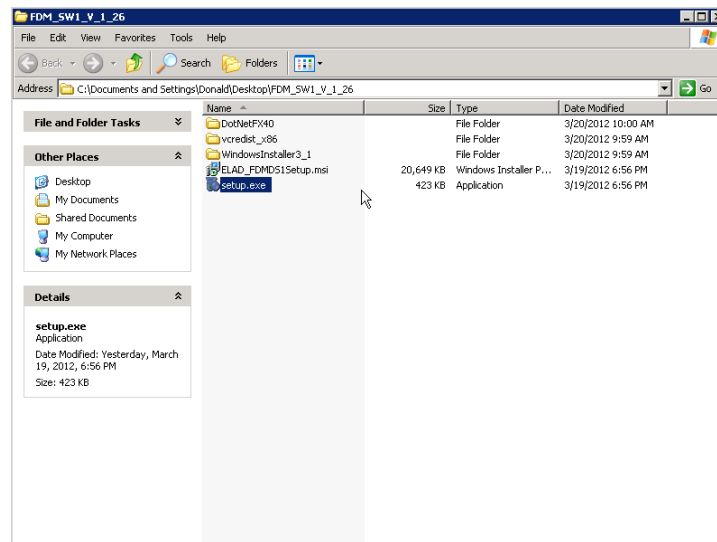 FDM_SW1_V_1_26
File Edit View Favorites Tools Help
Back Search Folders
Address C:\Documents and Settings\Donald\Desktop\FDM_SW1_V_1_26 Go
File and Folder Tasks
Other Places
Desktop
My Documents
Shared Documents
My Computer
My Network Places
Details
setup.exe
Application
Date Modified: Yesterday, March
19, 2012, 6:56 PM
Size: 423 KB
Name Size Type Date Modified
DotNetFX40 File Folder 3/20/2012 10:00 AM
vcredist_x86 File Folder 3/20/2012 9:59 AM
WindowsInstaller3_1 File Folder 3/20/2012 9:59 AM
ELAD_FDMDS1Setup.msi 20,649 KB Windows Installer P... 3/19/2012 6:56 PM
setup.exe 423 KB Application 3/19/2012 6:56 PM